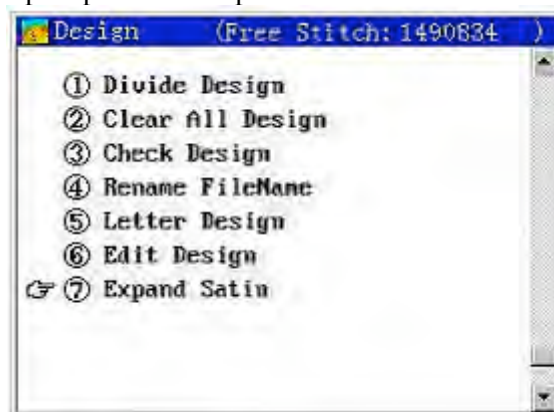 Design (Free Stitch: 1490834 )
① Divide Design
② Clear All Design
③ Check Design
④ Rename FileName
⑤ Letter Design
⑥ Edit Design
⑦ Expand Satin